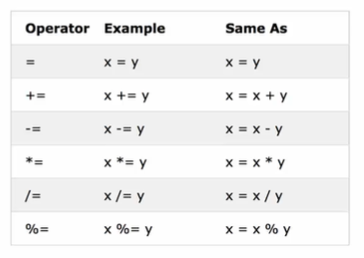 Operator Example Same As
= x = y x = y
+= x += y x = x + y
-= x -= y x = x - y
*= x *= y x = x * y
/= x /= y x = x / y
%= x %= y x = x % y